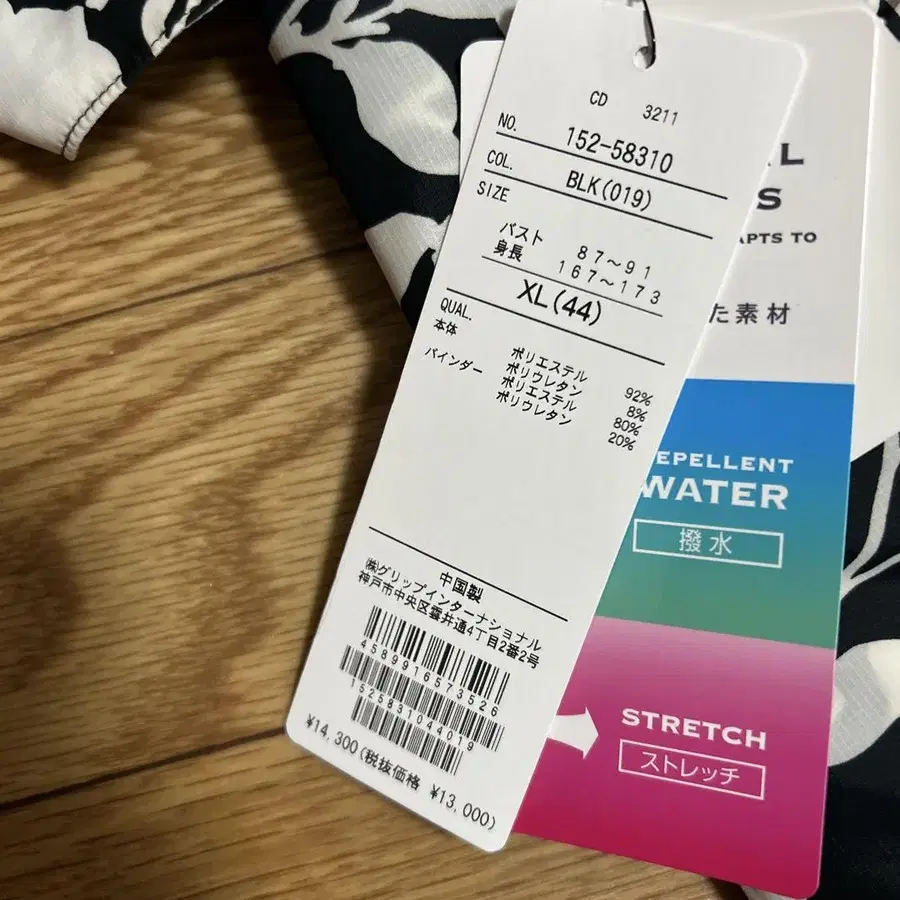 CD 3211
NO. 152-58310
COL. BLK(019)
SIZE
バスト 87～91
身長 167～173
XL(44)
QUAL.
本体 ポリエステル 92%
ポリウレタン 8%
バインダー ポリエステル 80%
ポリウレタン 20%
中国製
㈱グリップインターナショナル
神戸市中央区雲井通4丁目2番2号
4589916573526
1525831044019
¥14,300(税抜価格 ¥13,000)
L
S
APTS TO
た素材
EPELLENT
WATER
撥水
STRETCH
ストレッチ